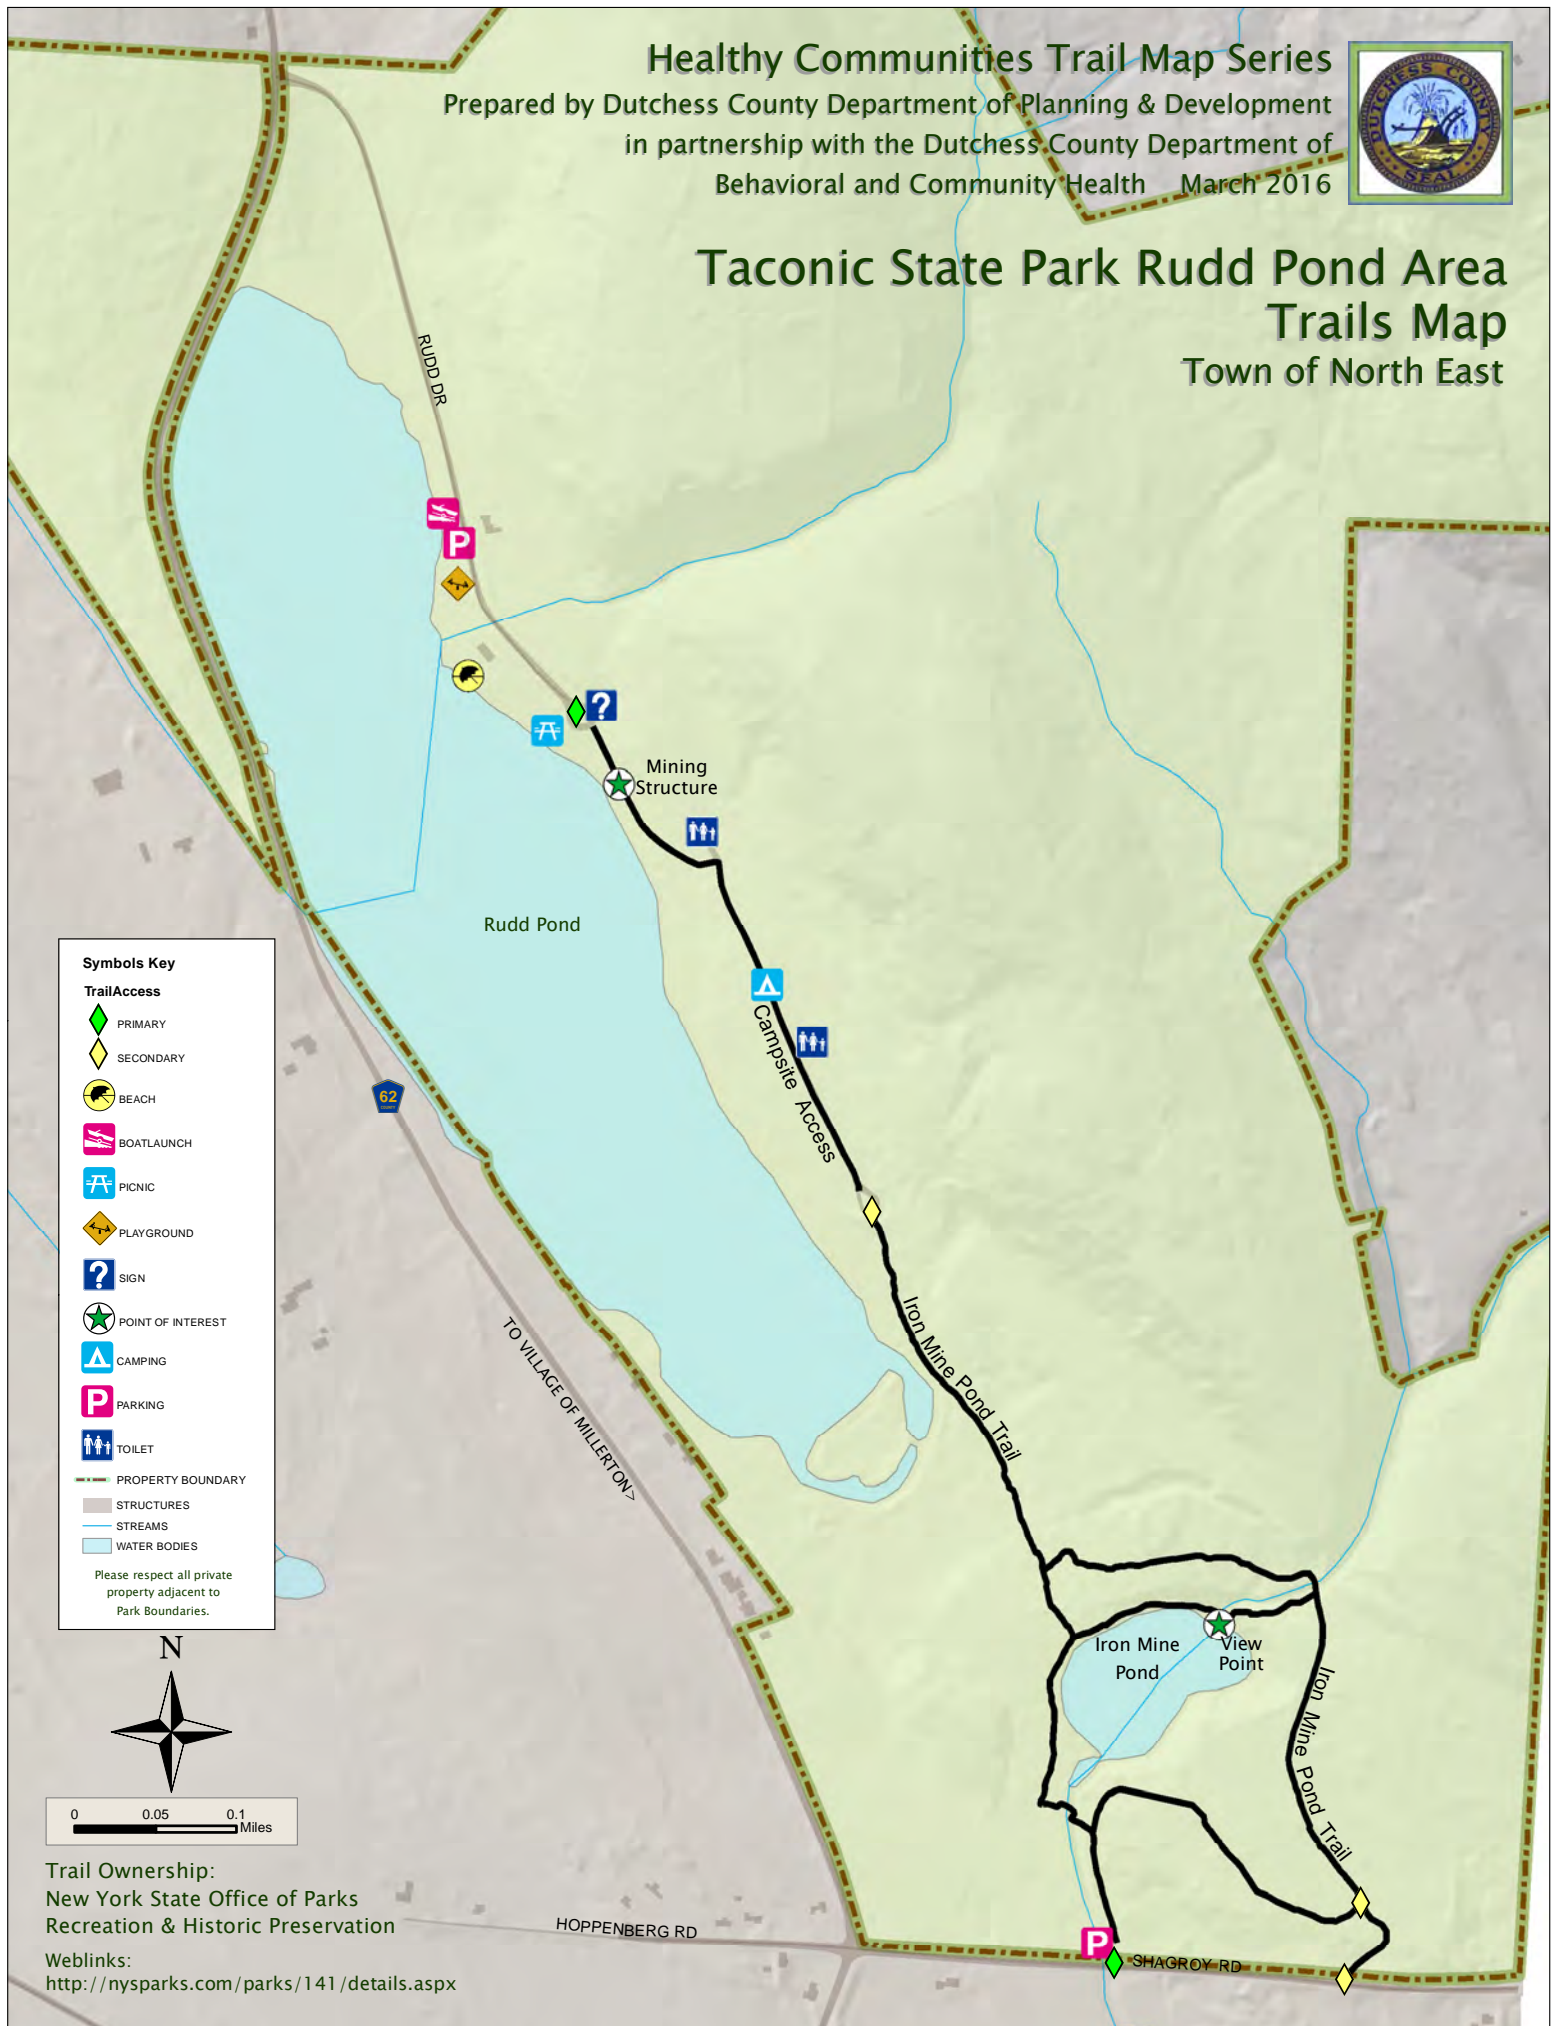 Healthy Communities Trail Map Series
Prepared by Dutchess County Department of Planning & Development
in partnership with the Dutchess County Department of
Behavioral and Community Health March 2016
DUTCHESS COUNTY
SEAL
Taconic State Park Rudd Pond Area
Trails Map
Town of North East
RUDD DR
P
?
Mining
Structure
Rudd Pond
Campsite Access
62
COUNTY
Iron Mine Pond Trail
TO VILLAGE OF MILLERTON>
Iron Mine
Pond
View
Point
Iron Mine Pond Trail
P
SHAGROY RD
HOPPENBERG RD
Symbols Key
TrailAccess
PRIMARY
SECONDARY
BEACH
BOATLAUNCH
PICNIC
PLAYGROUND
? SIGN
POINT OF INTEREST
CAMPING
P PARKING
TOILET
PROPERTY BOUNDARY
STRUCTURES
STREAMS
WATER BODIES
Please respect all private
property adjacent to
Park Boundaries.
N
0 0.05 0.1
Miles
Trail Ownership:
New York State Office of Parks
Recreation & Historic Preservation
Weblinks:
http://nysparks.com/parks/141/details.aspx